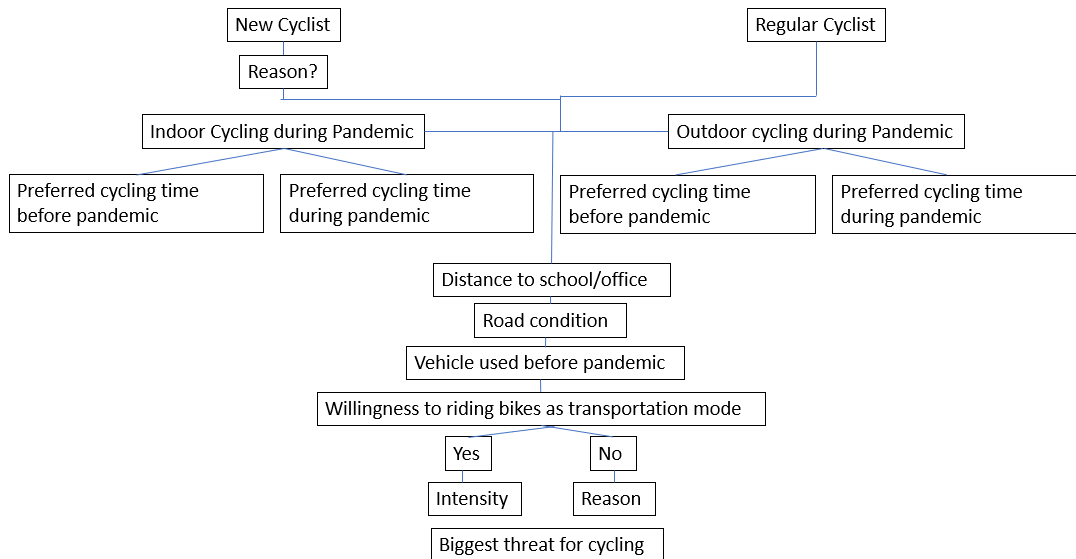 New Cyclist
Regular Cyclist
Reason?
Indoor Cycling during Pandemic
Outdoor cycling during Pandemic
Preferred cycling time
before pandemic
Preferred cycling time
during pandemic
Preferred cycling time
before pandemic
Preferred cycling time
during pandemic
Distance to school/office
Road condition
Vehicle used before pandemic
Willingness to riding bikes as transportation mode
Yes
No
Intensity
Reason
Biggest threat for cycling